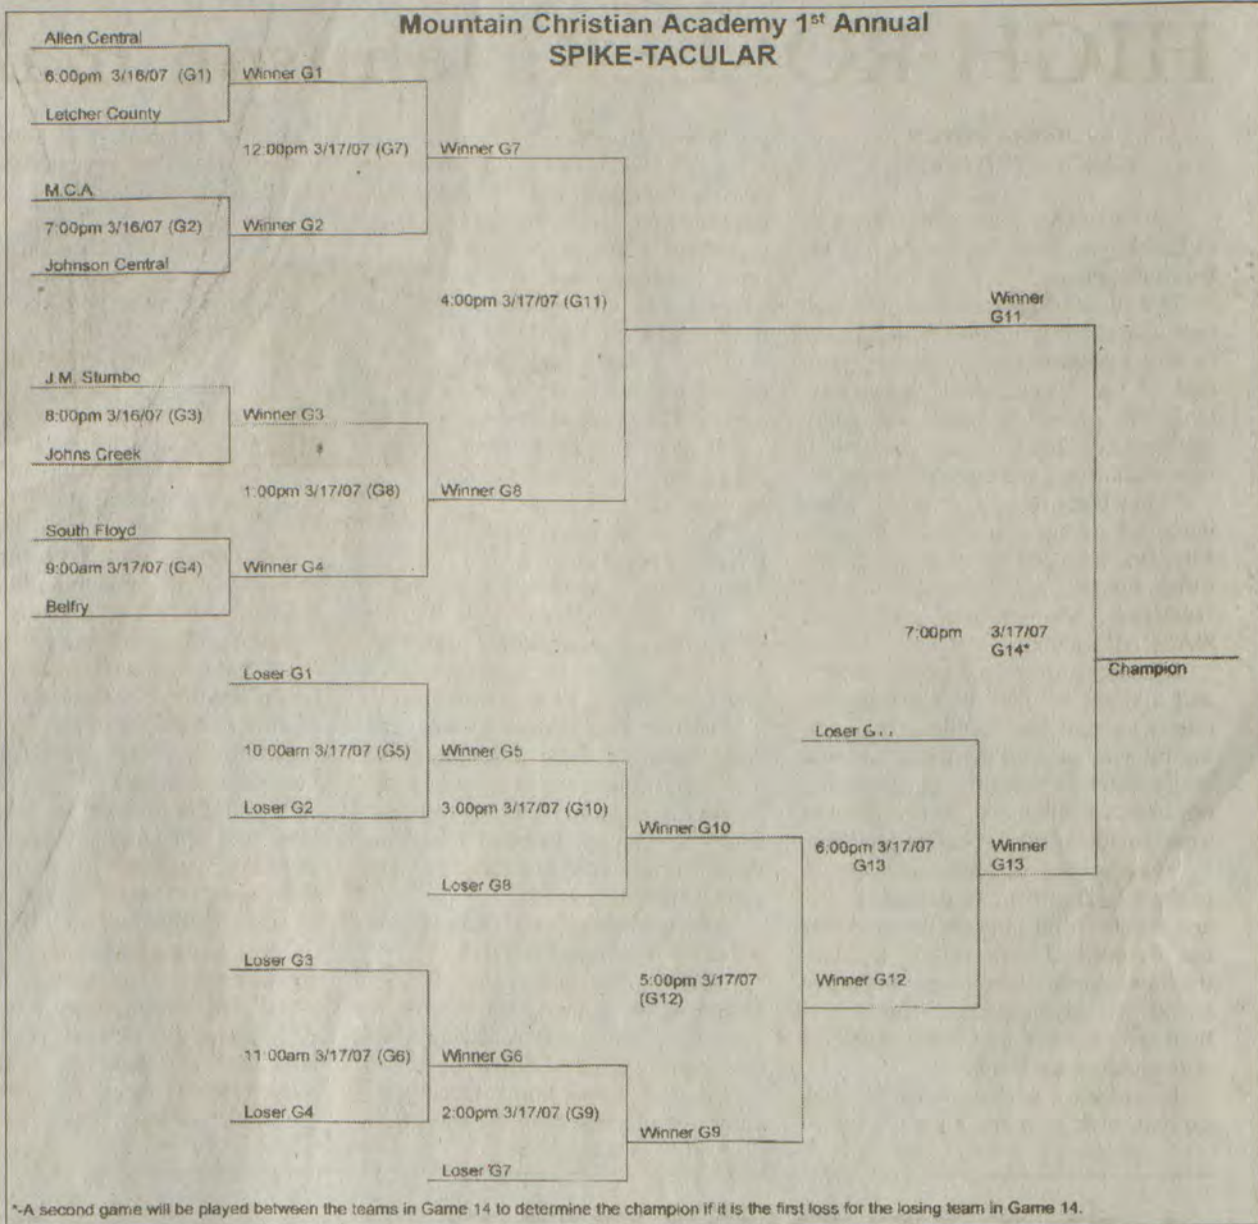 Mountain Christian Academy 1st Annual
SPIKE-TACULAR
Allen Central
6:00pm 3/16/07 (G1)
Winner G1
Letcher County
12:00pm 3/17/07 (G7)
Winner G7
M.C.A.
7:00pm 3/16/07 (G2)
Winner G2
Johnson Central
4:00pm 3/17/07 (G11)
Winner
G11
J.M. Stumbo
8:00pm 3/16/07 (G3)
Winner G3
Johns Creek
1:00pm 3/17/07 (G8)
Winner G8
South Floyd
9:00am 3/17/07 (G4)
Winner G4
Belfry
7:00pm 3/17/07
G14*
Champion
Loser G1
Loser
10:00am 3/17/07 (G5)
Winner G5
Loser G2
3:00pm 3/17/07 (G10)
Winner G10
6:00pm 3/17/07
G13
Winner
G13
Loser G8
Loser G3
5:00pm 3/17/07
(G12)
Winner G12
11:00am 3/17/07 (G6)
Winner G6
Loser G4
2:00pm 3/17/07 (G9)
Winner G9
Loser G7
*-A second game will be played between the teams in Game 14 to determine the champion if it is the first loss for the losing team in Game 14.